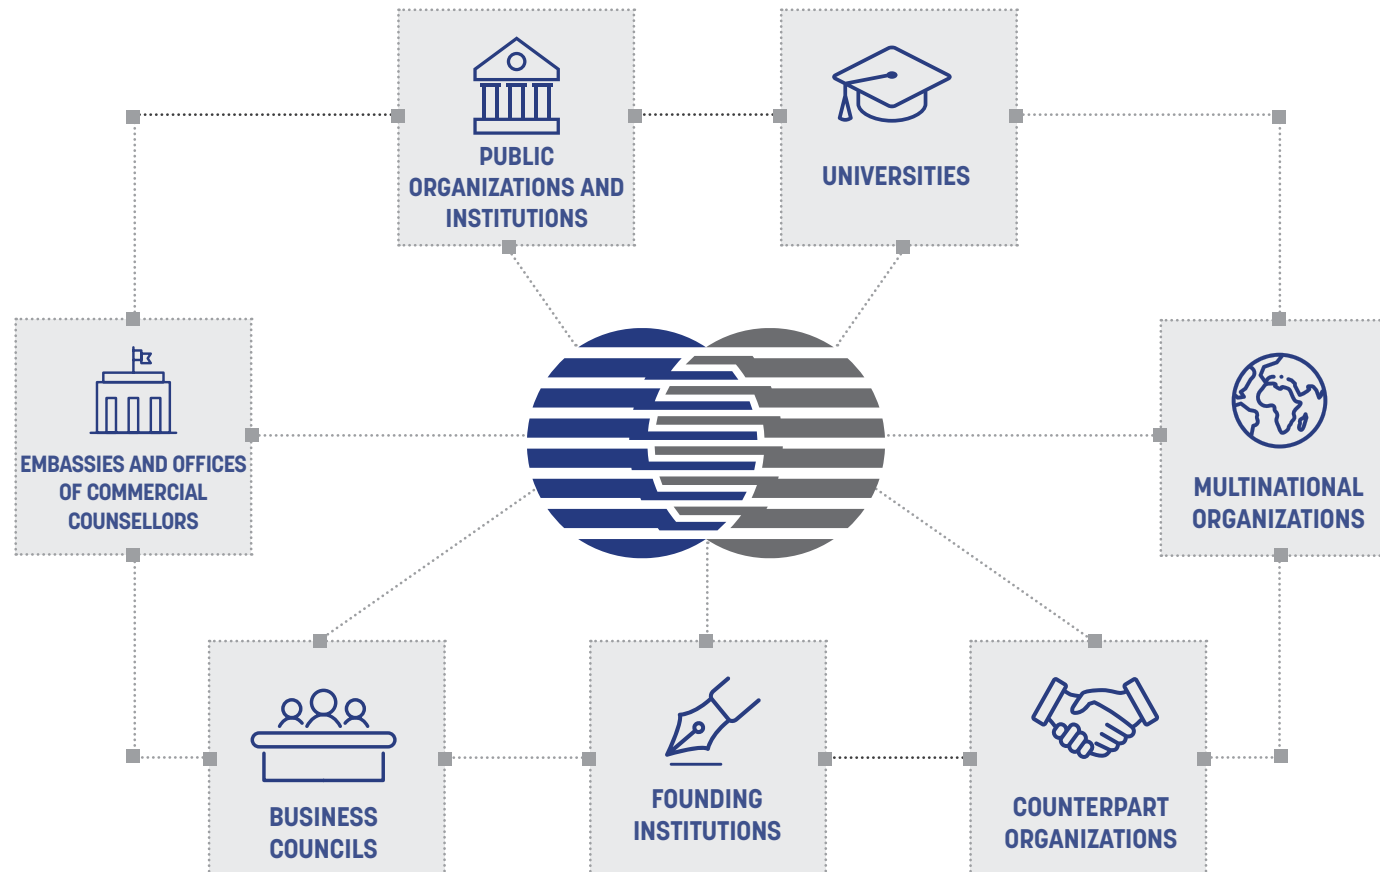 PUBLIC
ORGANIZATIONS AND
INSTITUTIONS
UNIVERSITIES
EMBASSIES AND OFFICES
OF COMMERCIAL
COUNSELLORS
MULTINATIONAL
ORGANIZATIONS
BUSINESS
COUNCILS
FOUNDING
INSTITUTIONS
COUNTERPART
ORGANIZATIONS